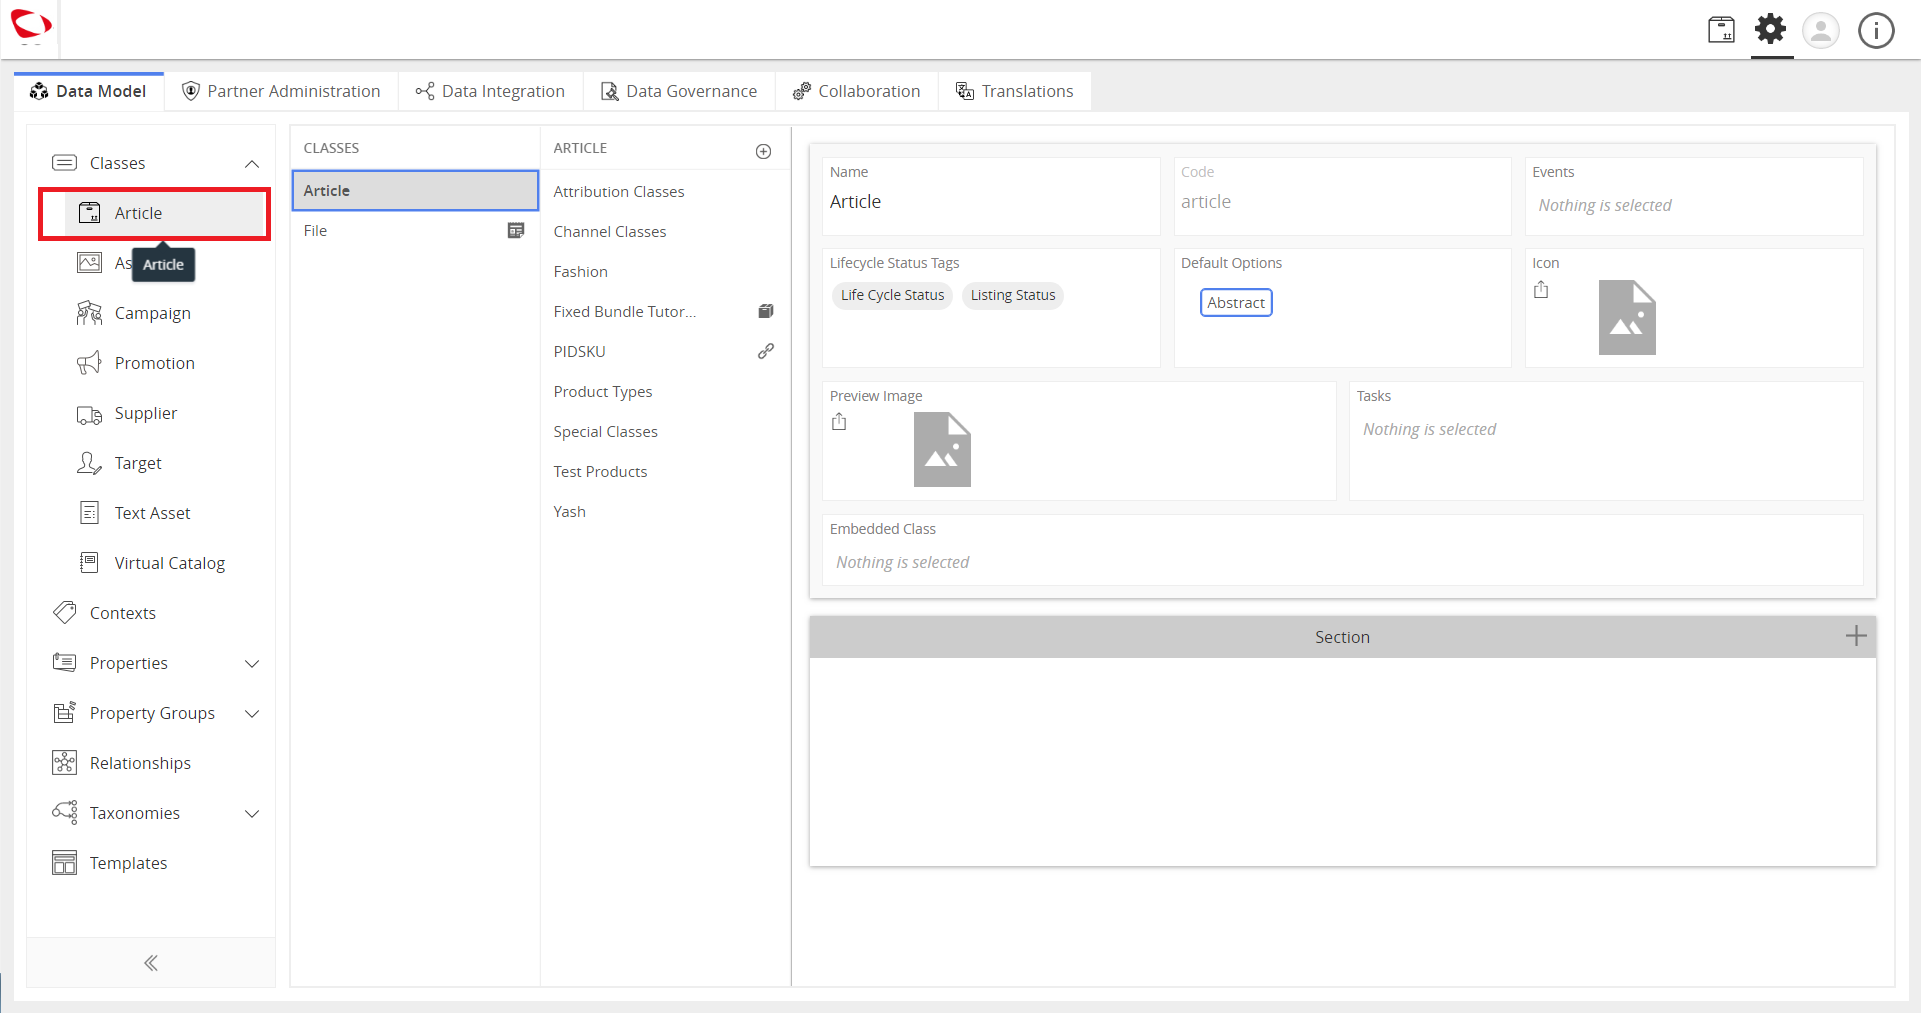 Data Model
Partner Administration
Data Integration
Data Governance
Collaboration
Translations
Classes
Article
As
Article
Campaign
Promotion
Supplier
Target
Text Asset
Virtual Catalog
Contexts
Properties
Property Groups
Relationships
Taxonomies
Templates
CLASSES
Article
File
ARTICLE
Attribution Classes
Channel Classes
Fashion
Fixed Bundle Tutor...
PIDSKU
Product Types
Special Classes
Test Products
Yash
Name
Article
Code
article
Events
Nothing is selected
Lifecycle Status Tags
Life Cycle Status
Listing Status
Default Options
Abstract
Icon
Preview Image
Tasks
Nothing is selected
Embedded Class
Nothing is selected
Section